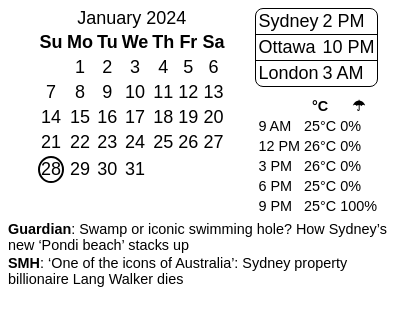 January 2024
Su Mo Tu We Th Fr Sa
1 2 3 4 5 6
7 8 9 10 11 12 13
14 15 16 17 18 19 20
21 22 23 24 25 26 27
28 29 30 31
Sydney 2 PM
Ottawa 10 PM
London 3 AM
°C ☂
9 AM 25°C 0%
12 PM 26°C 0%
3 PM 26°C 0%
6 PM 25°C 0%
9 PM 25°C 100%
Guardian: Swamp or iconic swimming hole? How Sydney’s
new ‘Pondi beach’ stacks up
SMH: ‘One of the icons of Australia’: Sydney property
billionaire Lang Walker dies